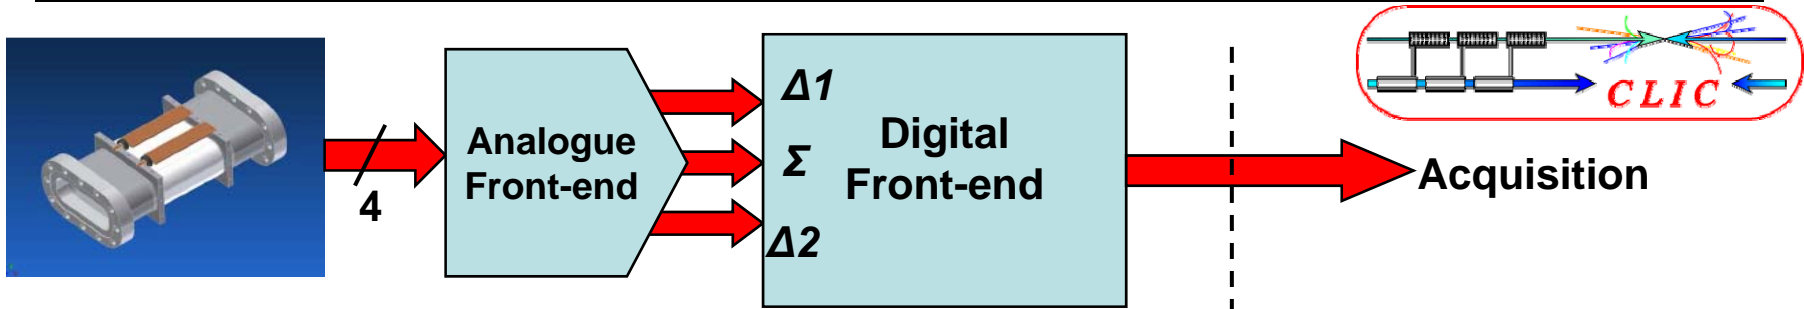 4
Analogue
Front-end
Δ1
Σ
Δ2
Digital
Front-end
Acquisition
CLIC